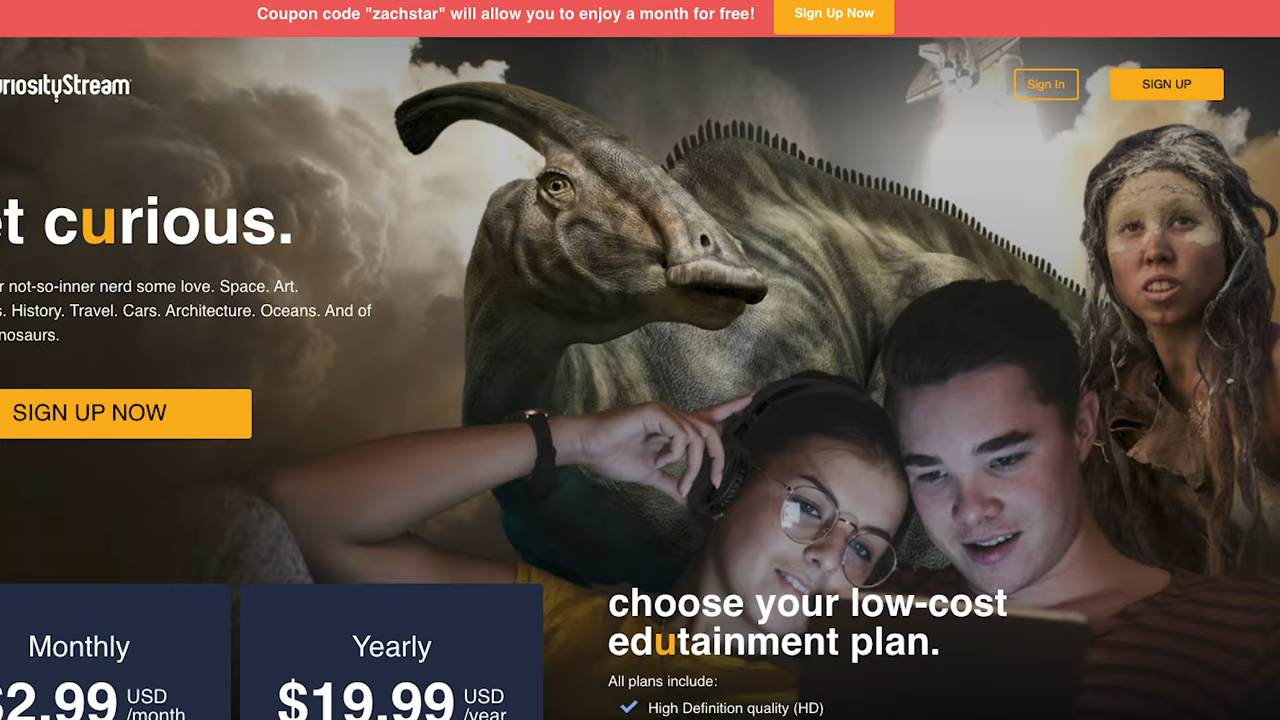 Coupon code "zachstar" will allow you to enjoy a month for free!
Sign Up Now
uriosityStream
Sign In
SIGN UP
et curious.
r not-so-inner nerd some love. Space. Art.
s. History. Travel. Cars. Architecture. Oceans. And of
nosaurs.
SIGN UP NOW
choose your low-cost
edutainment plan.
All plans include:
High Definition quality (HD)
Monthly
2.99 USD
/month
Yearly
$19.99 USD
/year